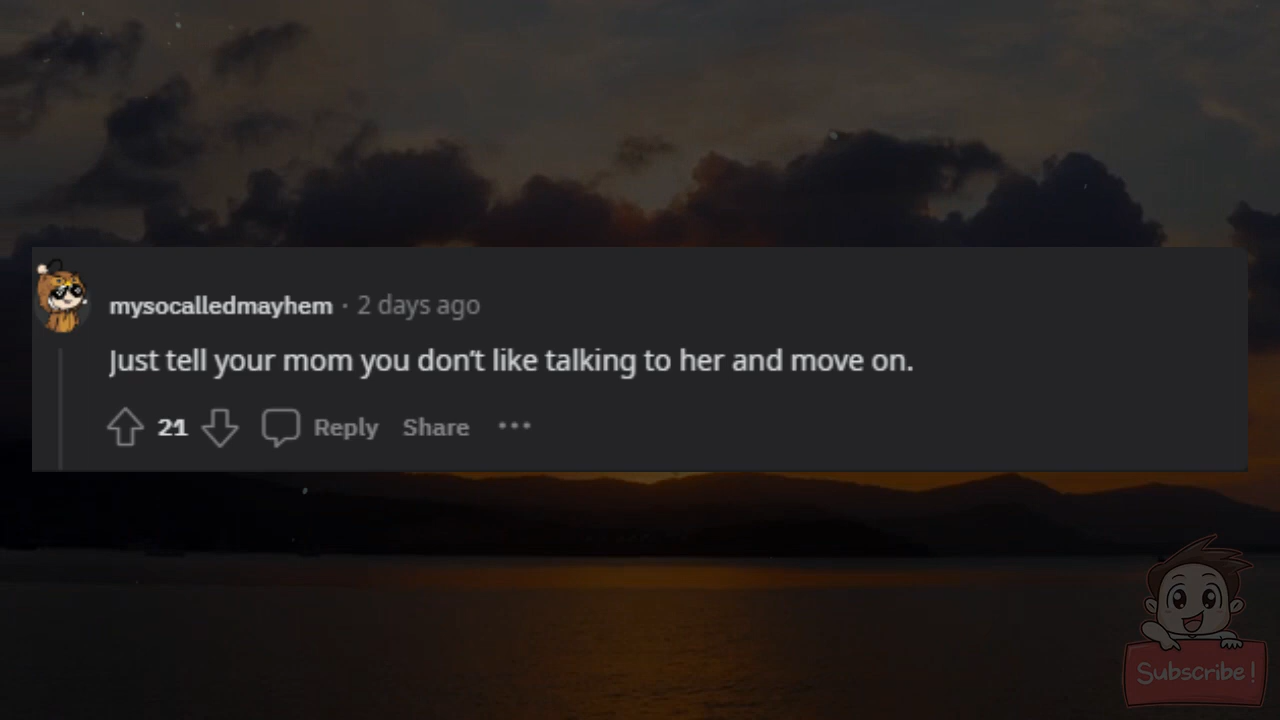 mysocalledmayhem · 2 days ago
Just tell your mom you don't like talking to her and move on.
21 Reply Share ···
Subscribe!